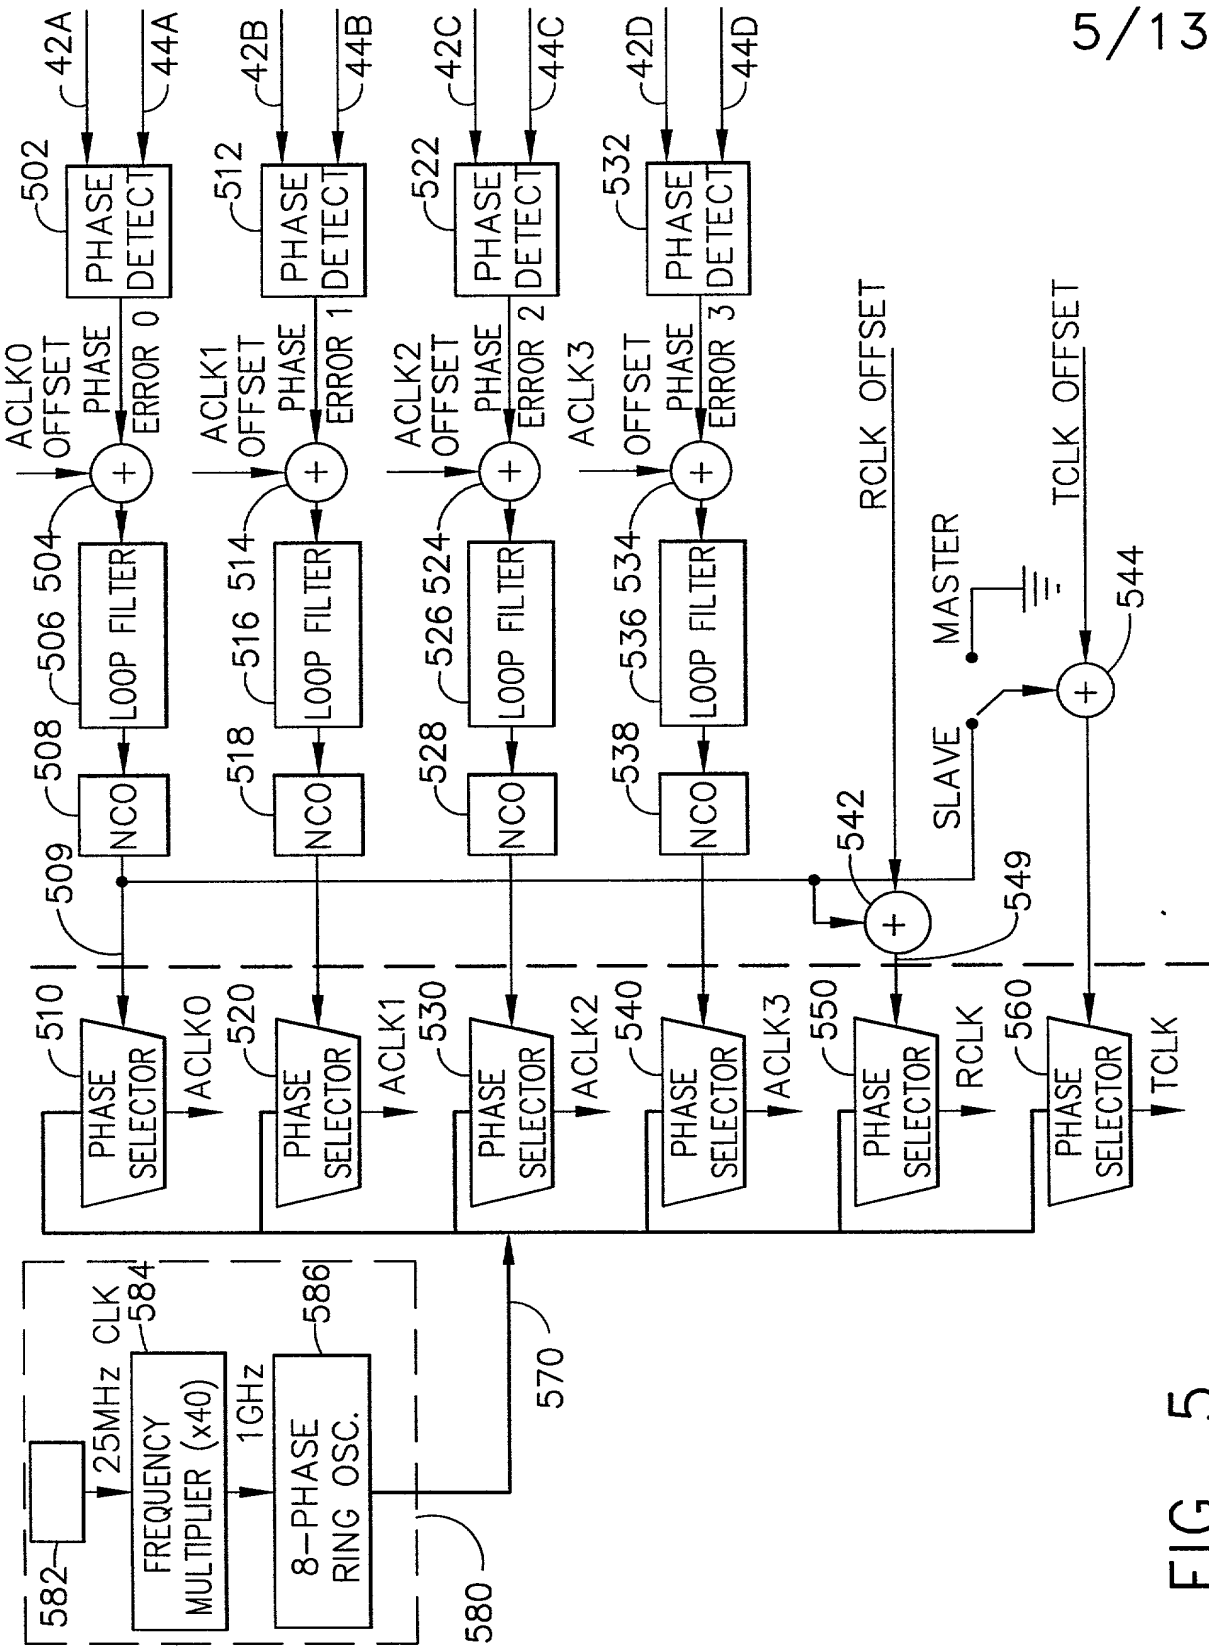 5/13
42A
44A
42B
44B
42C
44C
42D
44D
502
PHASE
DETECT
512
PHASE
DETECT
522
PHASE
DETECT
532
PHASE
DETECT
ACLK0
OFFSET
PHASE
ERROR 0
ACLK1
OFFSET
PHASE
ERROR 1
ACLK2
OFFSET
PHASE
ERROR 2
ACLK3
OFFSET
PHASE
ERROR 3
RCLK OFFSET
TCLK OFFSET
+
+
+
+
504
514
524
534
506
LOOP FILTER
516
LOOP FILTER
526
LOOP FILTER
536
LOOP FILTER
MASTER
544
+
508
NCO
518
NCO
528
NCO
538
NCO
SLAVE
542
+
509
549
510
PHASE
SELECTOR
ACLK0
520
PHASE
SELECTOR
ACLK1
530
PHASE
SELECTOR
ACLK2
540
PHASE
SELECTOR
ACLK3
550
PHASE
SELECTOR
RCLK
560
PHASE
SELECTOR
TCLK
582
25MHz CLK
584
FREQUENCY
MULTIPLIER (x40)
1GHz
586
8-PHASE
RING OSC.
580
570
FIG. 5